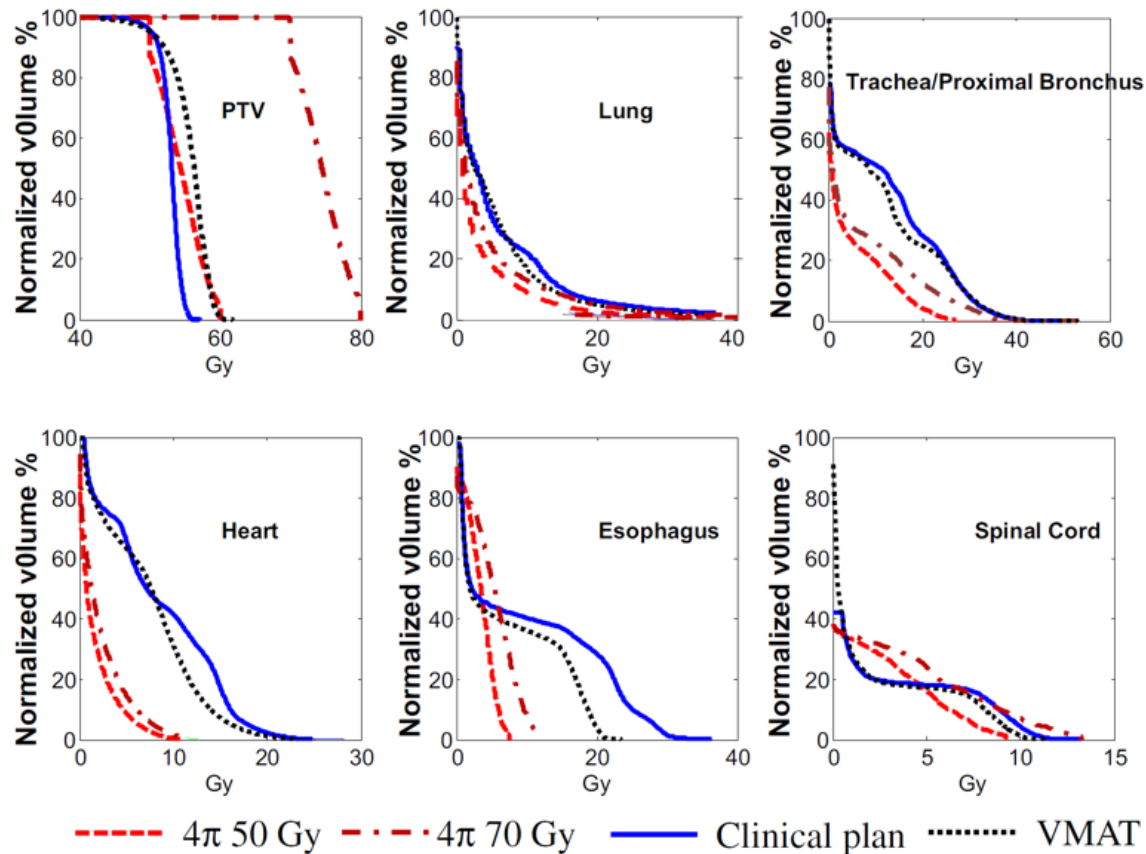 Normalized v0lume %
100
80
60
40
20
0
PTV
40 60 80
Gy
Normalized v0lume %
100
80
60
40
20
0
Lung
0 20 40
Gy
Normalized v0lume %
100
80
60
40
20
0
Trachea/Proximal Bronchus
0 20 40 60
Gy
Normalized v0lume %
100
80
60
40
20
0
Heart
0 10 20 30
Gy
Normalized v0lume %
100
80
60
40
20
0
Esophagus
0 20 40
Gy
Normalized v0lume %
100
80
60
40
20
0
Spinal Cord
0 5 10 15
Gy
4π 50 Gy 4π 70 Gy Clinical plan VMAT